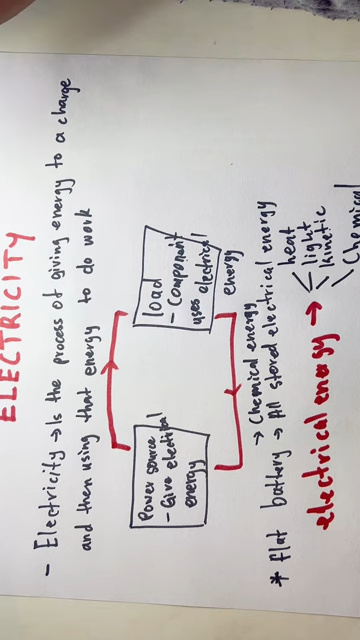 ELECTRICITY
- Electricity → Is the process of giving energy to a charge
and then using that energy to do work
Power source
- Give electrical
energy
load
- Component
uses electrical
energy
→ Chemical energy
* flat battery → All stored electrical energy
electrical energy →
heat
light
kinetic
Chemical